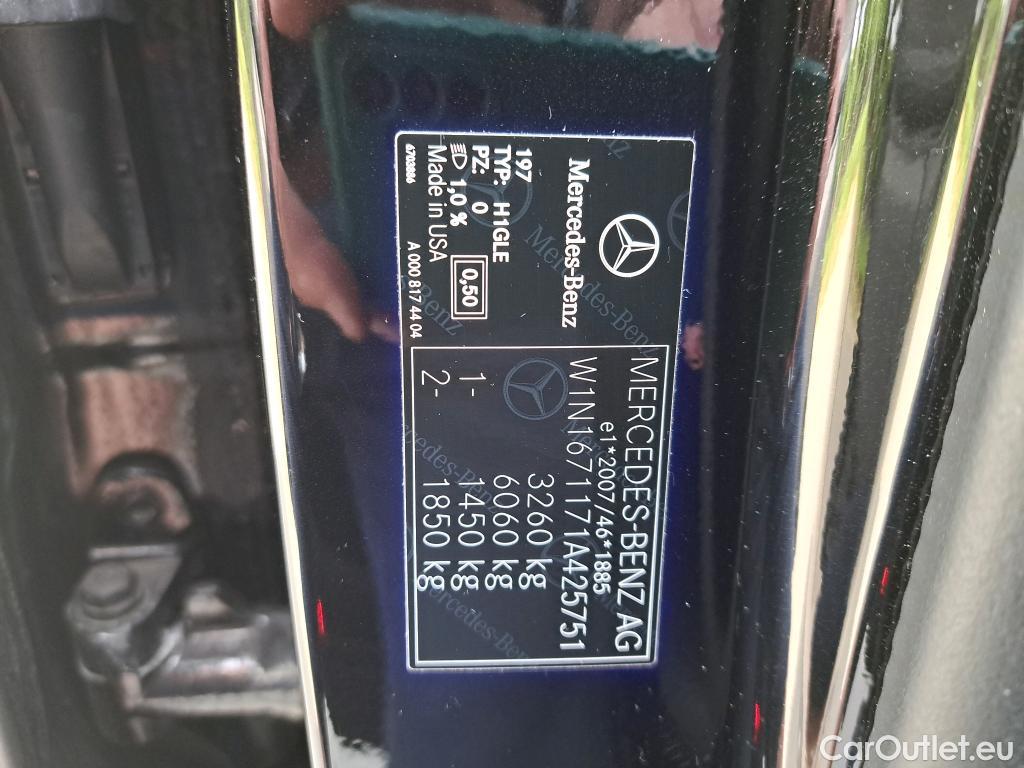 Mercedes-Benz
197
TYP: H1GLE
PZ: 0
1,0 %
Made in USA
0,50
6703086
A 000 817 44 04
MERCEDES-BENZ AG
e1*2007/46*1885
W1N1671171A425751
3260 kg
6060 kg
1- 1450 kg
2- 1850 kg
CarOutlet.eu